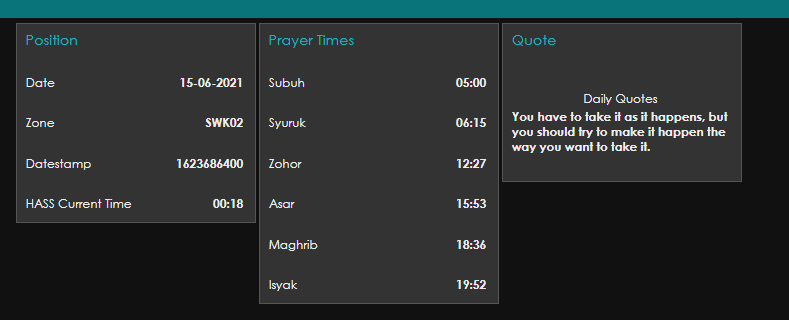 Position
Date 15-06-2021
Zone SWK02
Datestamp 1623686400
HASS Current Time 00:18
Prayer Times
Subuh 05:00
Syuruk 06:15
Zohor 12:27
Asar 15:53
Maghrib 18:36
Isyak 19:52
Quote
Daily Quotes
You have to take it as it happens, but
you should try to make it happen the
way you want to take it.